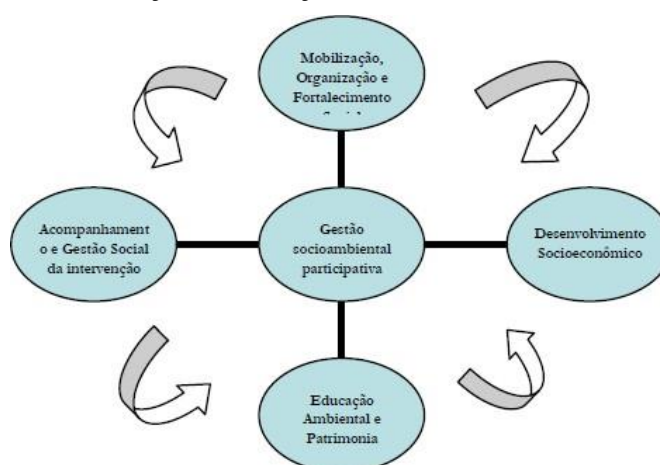 Mobilização,
Organização e
Fortalecimento
Acompanhament
o e Gestão Social
da intervenção
Gestão
socioambiental
participativa
Desenvolvimento
Socioeconômico
Educação
Ambiental e
Patrimonia